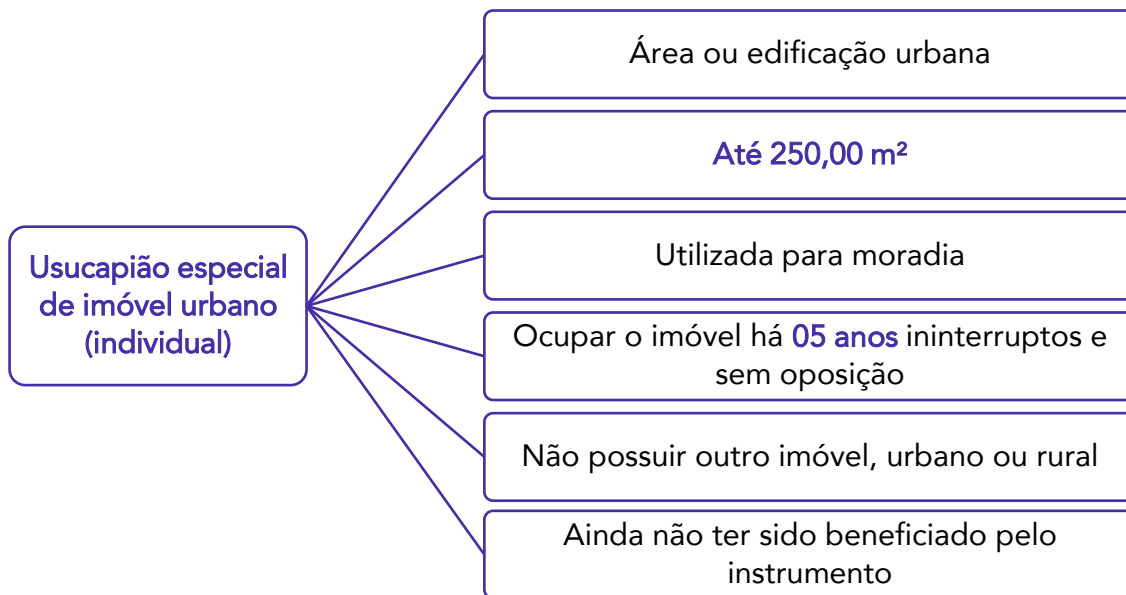 Usucapião especial
de imóvel urbano
(individual)
Área ou edificação urbana
Até 250,00 m²
Utilizada para moradia
Ocupar o imóvel há 05 anos ininterruptos e
sem oposição
Não possuir outro imóvel, urbano ou rural
Ainda não ter sido beneficiado pelo
instrumento